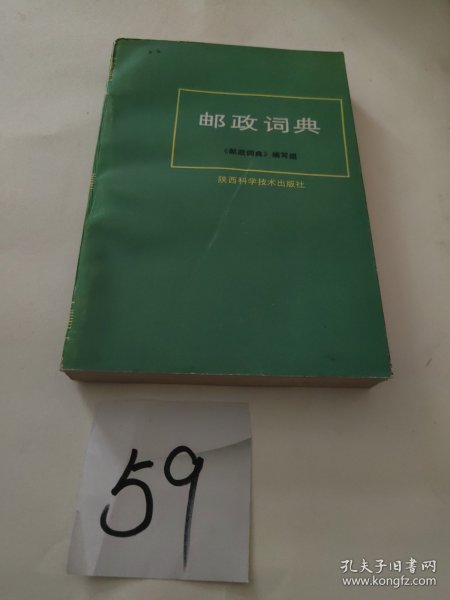 邮政词典
《邮政词典》编写组
陕西科学技术出版社
59
孔夫子旧书网
www.kongfz.com